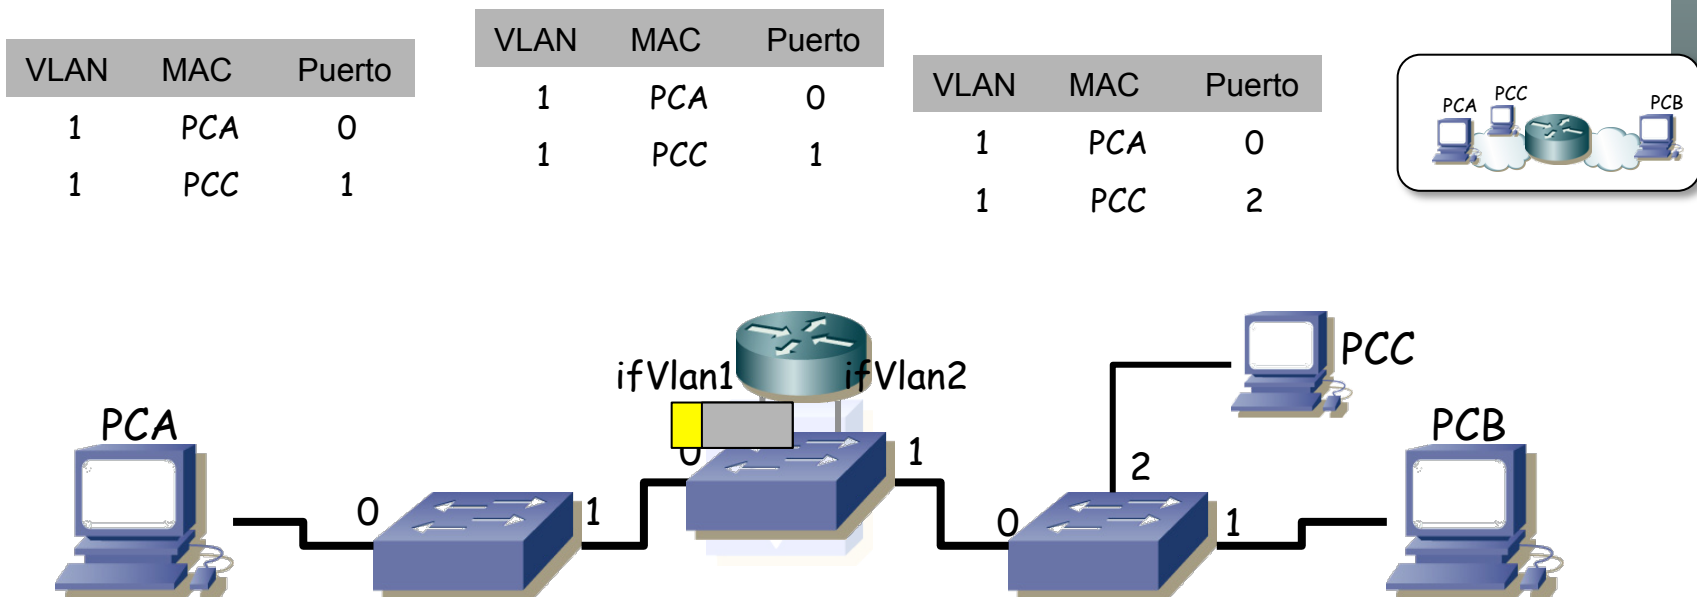 VLAN MAC Puerto
1 PCA 0
1 PCC 1
VLAN MAC Puerto
1 PCA 0
1 PCC 1
VLAN MAC Puerto
1 PCA 0
1 PCC 2
PCA
PCC
PCB
ifVlan1
ifVlan2
PCC
PCA
PCB
0
1
0
1
0
2
1